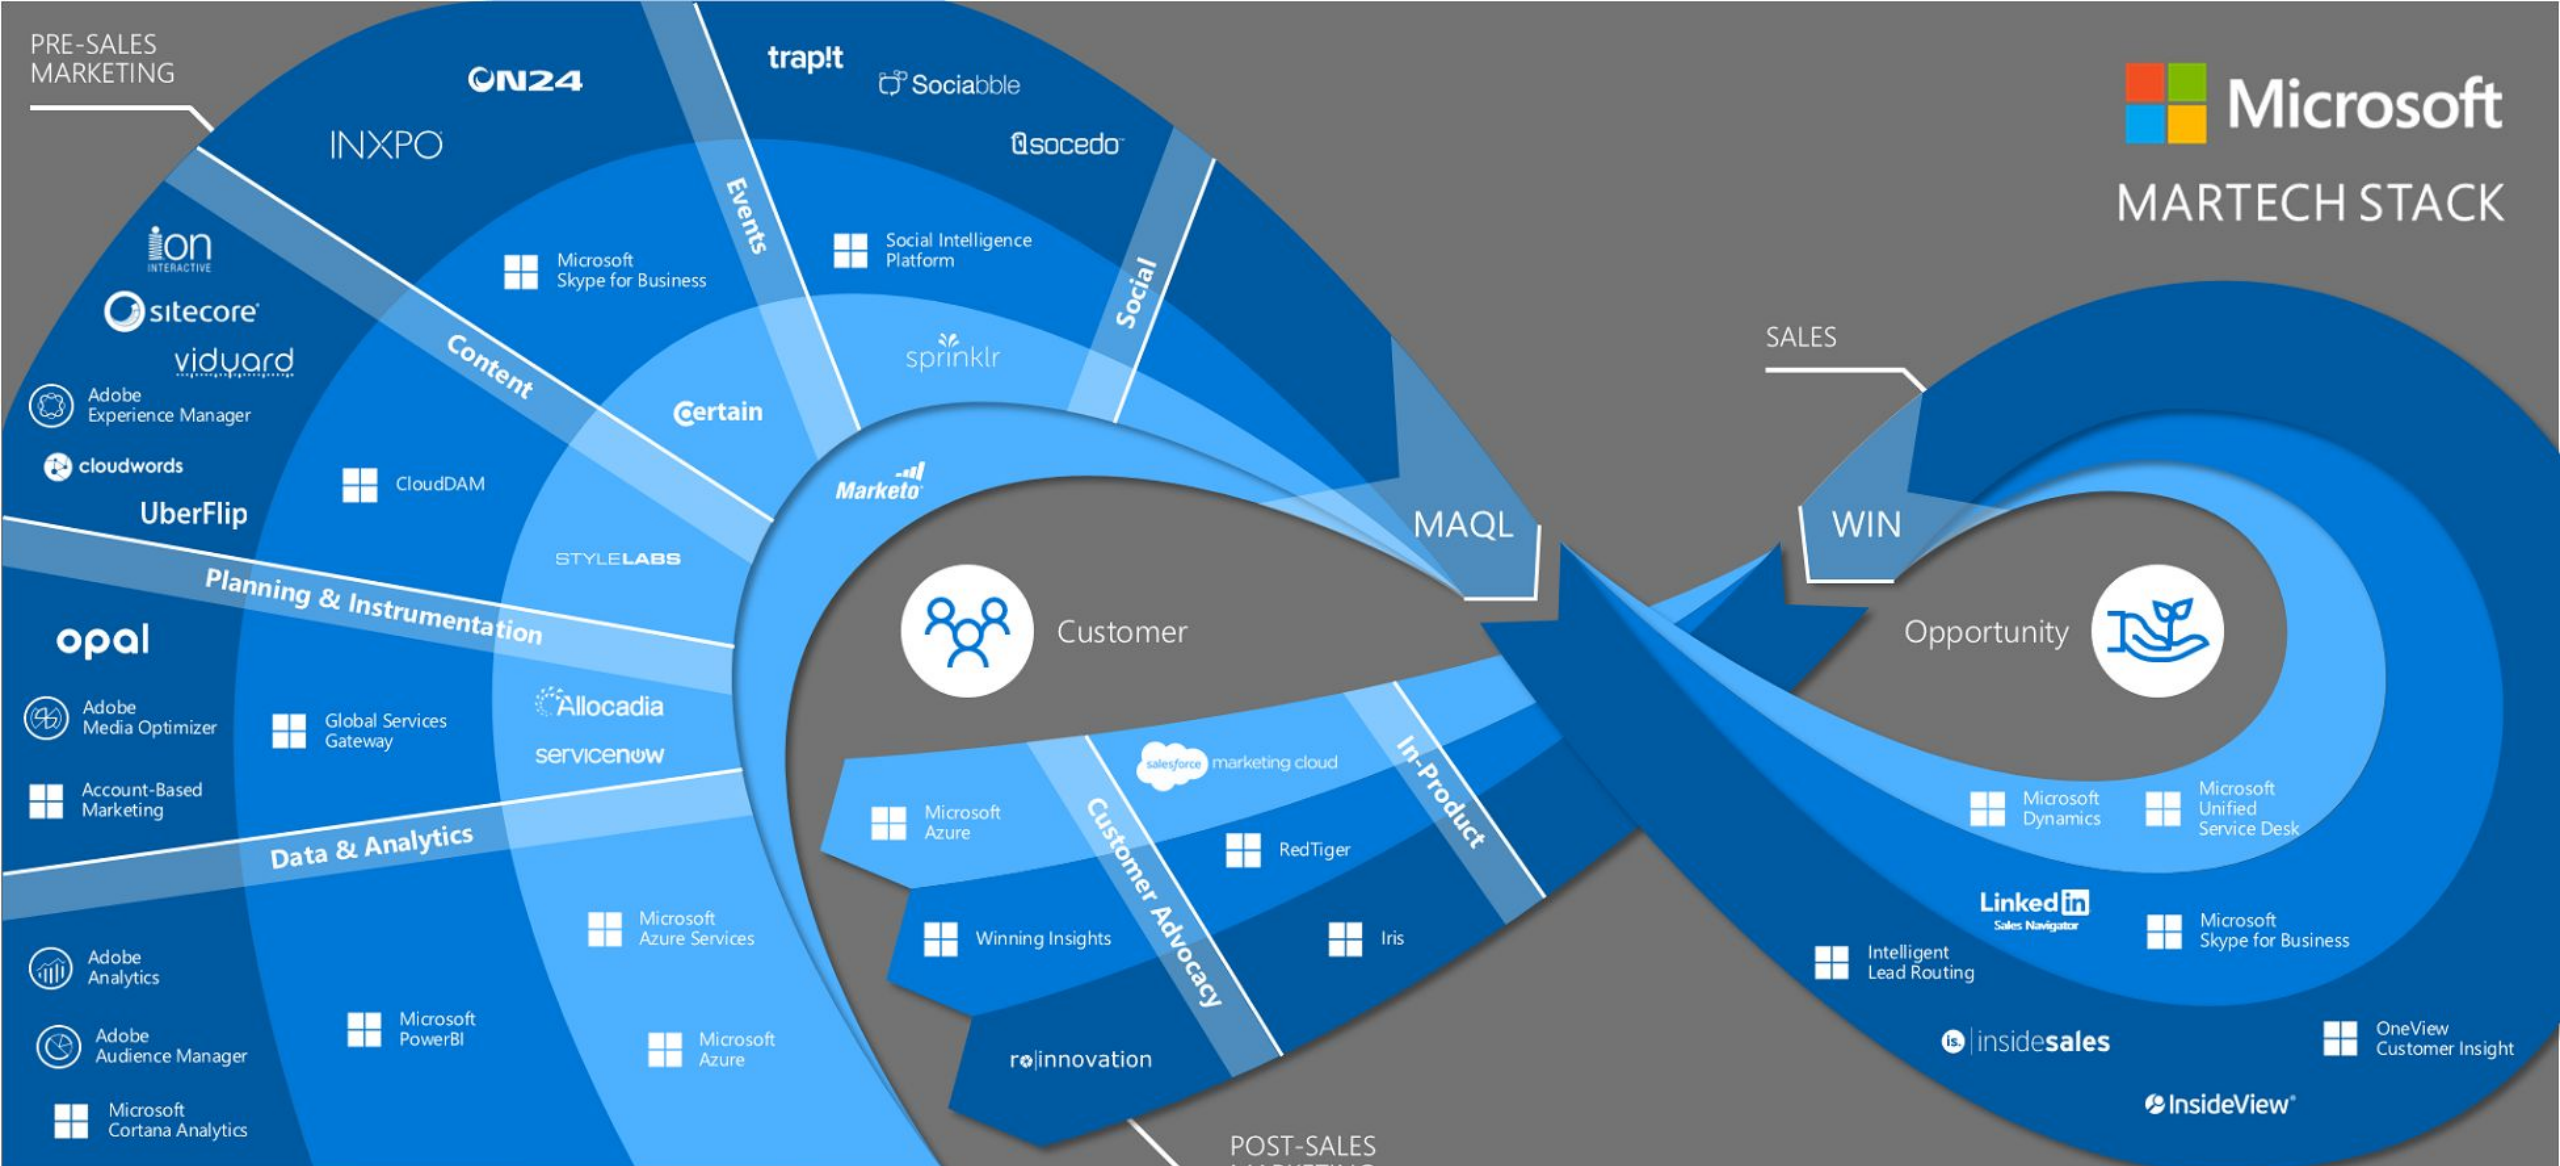 PRE-SALES
MARKETING
ON24
INXPO
trap!t
Sociabble
socedo
Microsoft
MARTECH STACK
ion
INTERACTIVE
sitecore
vidyard
Adobe
Experience Manager
cloudwords
UberFlip
Content
Microsoft
Skype for Business
Events
Social Intelligence
Platform
Social
sprinklr
Certain
Marketo
CloudDAM
STYLELABS
MAQL
SALES
WIN
Planning & Instrumentation
opal
Adobe
Media Optimizer
Account-Based
Marketing
Global Services
Gateway
Allocadia
servicenow
Customer
Opportunity
Data & Analytics
Adobe
Analytics
Adobe
Audience Manager
Microsoft
Cortana Analytics
Microsoft
PowerBI
Microsoft
Azure Services
Microsoft
Azure
Microsoft
Azure
Winning Insights
ro|innovation
Customer Advocacy
salesforce marketing cloud
RedTiger
Iris
In-Product
POST-SALES
Microsoft
Dynamics
Microsoft
Unified
Service Desk
Linked in
Sales Navigator
Microsoft
Skype for Business
Intelligent
Lead Routing
is. insidesales
OneView
Customer Insight
InsideView